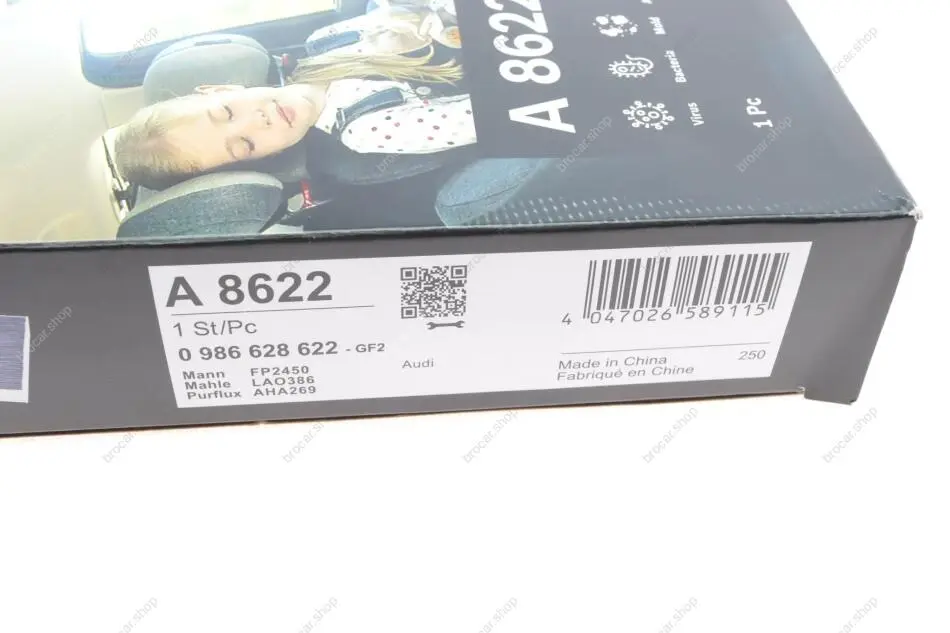 A 8622
Virus
Bacteria
Mold
1 Pc
A 8622
1 St/Pc
0 986 628 622 - GF2
Mann FP2450
Mahle LAO386
Purflux AHA269
Audi
4 047026 589115
Made in China
Fabriqué en Chine
250
brocar.shop